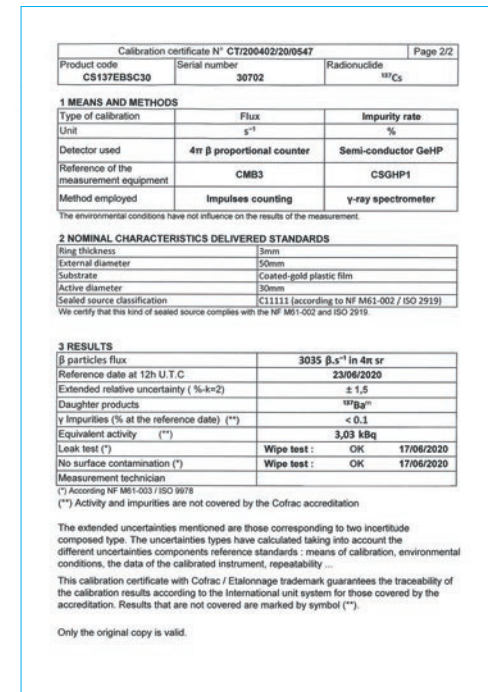 Calibration certificate N° CT/200402/20/0547 Page 2/2
Product code Serial number Radionuclide
CS137EBSC30 30702 ¹³⁷Cs
1 MEANS AND METHODS
Type of calibration Flux Impurity rate
Unit s⁻¹ %
Detector used 4π β proportional counter Semi-conductor GeHP
Reference of the
measurement equipment CMB3 CSGHP1
Method employed Impulses counting γ-ray spectrometer
The environmental conditions have not influence on the results of the measurement.
2 NOMINAL CHARACTERISTICS DELIVERED STANDARDS
Ring thickness 3mm
External diameter 50mm
Substrate Coated-gold plastic film
Active diameter 30mm
Sealed source classification C11111 (according to NF M61-002 / ISO 2919)
We certify that this kind of sealed source complies with the NF M61-002 and ISO 2919.
3 RESULTS
β particles flux 3035 β.s⁻¹ in 4π sr
Reference date at 12h U.T.C 23/06/2020
Extended relative uncertainty ( %-k=2) ± 1,5
Daughter products ¹³⁷Baᵐ
γ Impurities (% at the reference date) (**) < 0.1
Equivalent activity (**) 3,03 kBq
Leak test (*) Wipe test : OK 17/06/2020
No surface contamination (*) Wipe test : OK 17/06/2020
Measurement technician
(*) According NF M61-003 / ISO 9978
(**) Activity and impurities are not covered by the Cofrac accreditation
The extended uncertainties mentioned are those corresponding to two incertitude
composed type. The uncertainties types have calculated taking into account the
different uncertainties components reference standards : means of calibration, environmental
conditions, the data of the calibrated instrument, repeatability ...
This calibration certificate with Cofrac / Etalonnage trademark guarantees the traceability of
the calibration results according to the International unit system for those covered by the
accreditation. Results that are not covered are marked by symbol (**).
Only the original copy is valid.